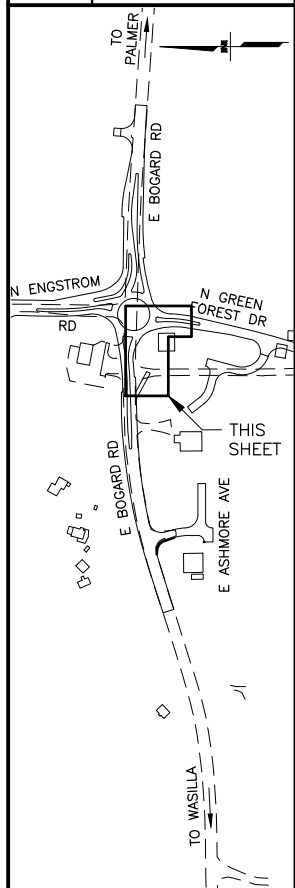 TO
PALMER
E BOGARD RD
N ENGSTROM
RD
N GREEN
FOREST DR
THIS
SHEET
E BOGARD RD
E ASHMORE AVE
TO WASILLA